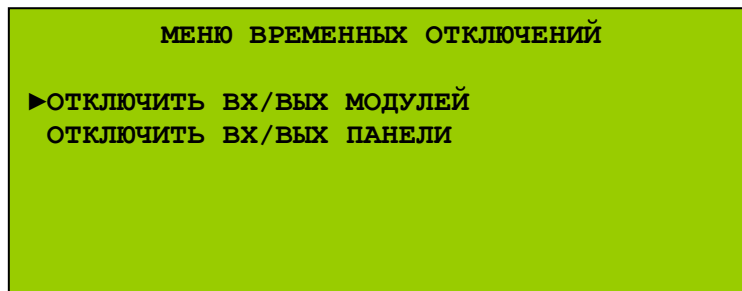 МЕНЮ ВРЕМЕННЫХ ОТКЛЮЧЕНИЙ
►ОТКЛЮЧИТЬ ВХ/ВЫХ МОДУЛЕЙ
ОТКЛЮЧИТЬ ВХ/ВЫХ ПАНЕЛИ